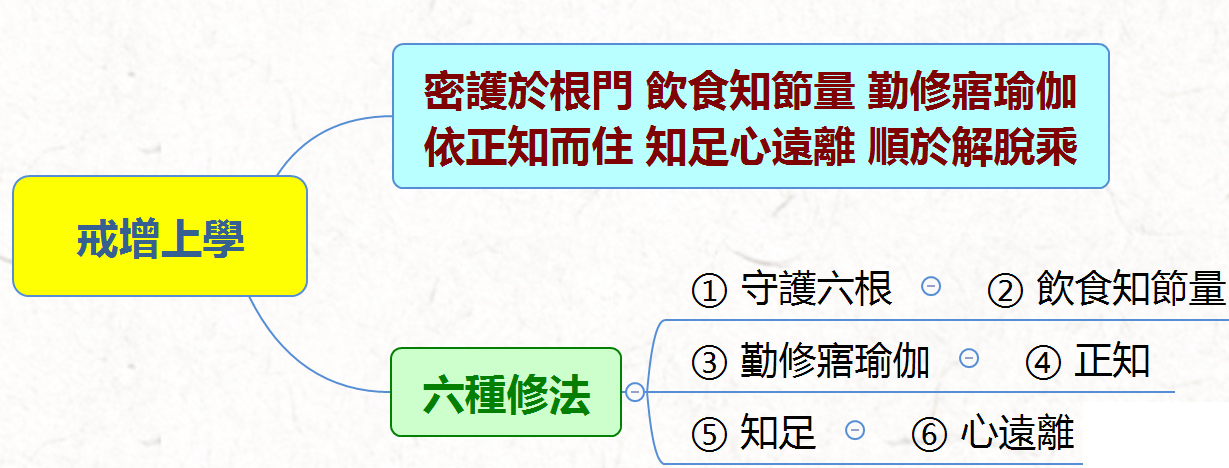 密護於根門 飲食知節量 勤修寤瑜伽
依正知而住 知足心遠離 順於解脫乘
戒增上學
① 守護六根 ② 飲食知節量
③ 勤修寤瑜伽 ④ 正知
六種修法
⑤ 知足 ⑥ 心遠離